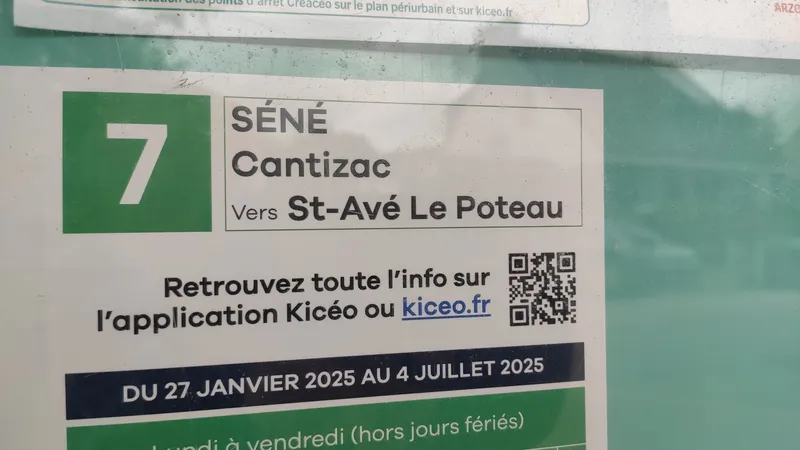 des points d'arrêt Créacéo sur le plan périurbain et sur kiceo.fr
ARZO
7
SÉNÉ
Cantizac
Vers St-Avé Le Poteau
Retrouvez toute l'info sur
l'application Kicéo ou kiceo.fr
DU 27 JANVIER 2025 AU 4 JUILLET 2025
Lundi à vendredi (hors jours fériés)